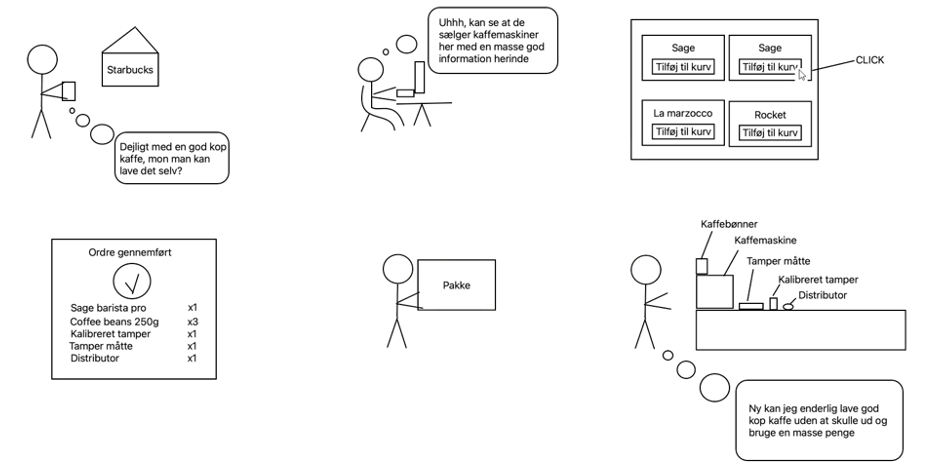 Starbucks
Dejligt med en god kop
kaffe, mon man kan
lave det selv?
Uhhh, kan se at de
sælger kaffemaskiner
her med en masse god
information herinde
Sage
Tilføj til kurv
Sage
Tilføj til kurv
CLICK
La marzocco
Tilføj til kurv
Rocket
Tilføj til kurv
Ordre gennemført
Sage barista pro x1
Coffee beans 250g x3
Kalibreret tamper x1
Tamper måtte x1
Distributor x1
Pakke
Kaffebønner
Kaffemaskine
Tamper måtte
Kalibreret tamper
Distributor
Ny kan jeg enderlig lave god
kop kaffe uden at skulle ud og
bruge en masse penge